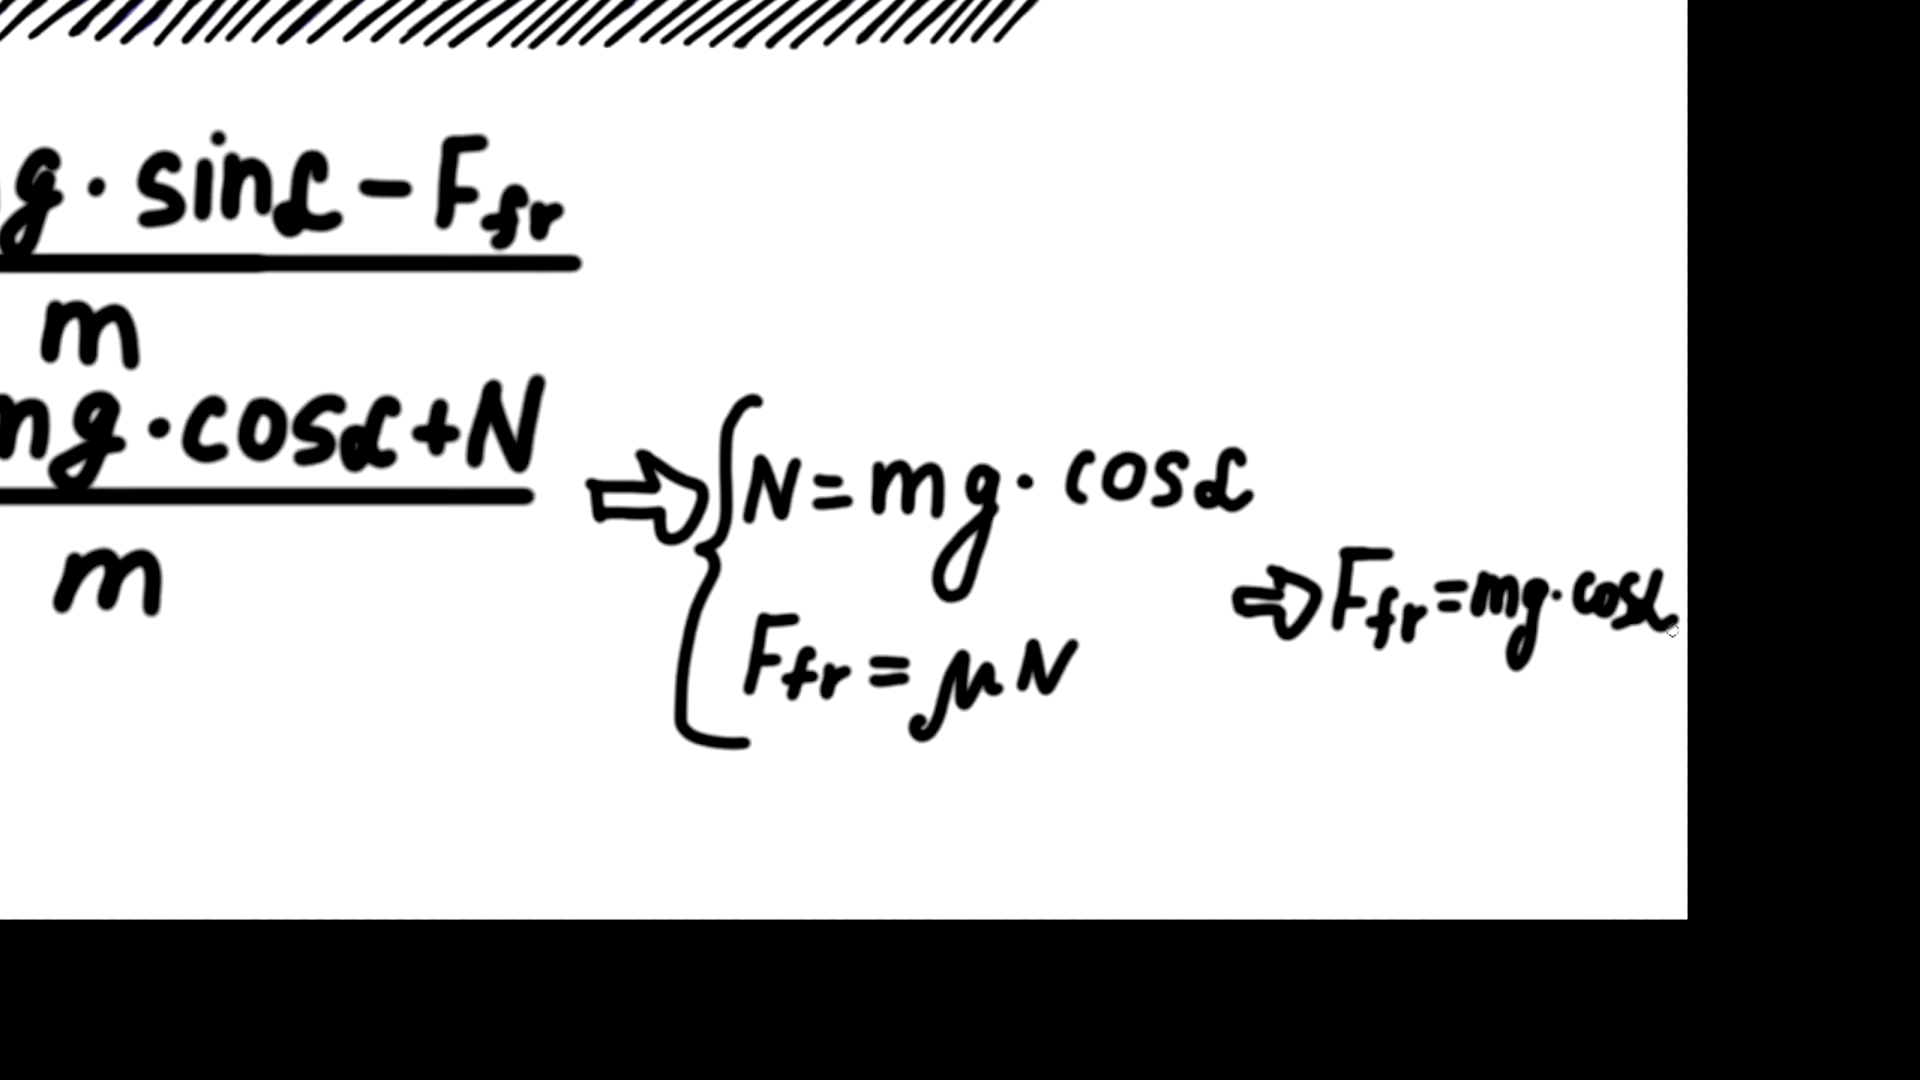 g · sinα - Ffr
m
mg · cosα + N
m
N = mg · cosα
Ffr = μN
⇒ Ffr = mg · cosα